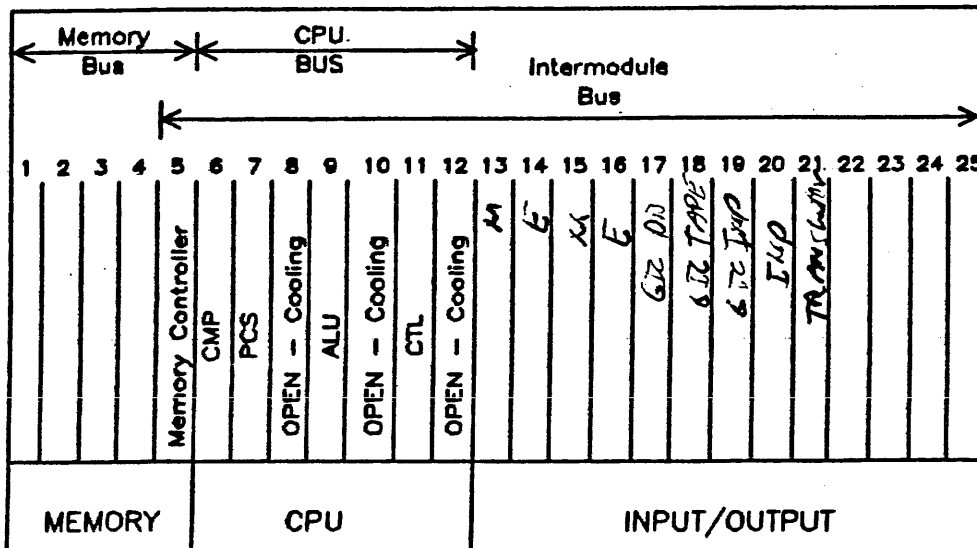 Memory
Bus
CPU.
BUS
Intermodule
Bus
1 2 3 4 5 6 7 8 9 10 11 12 13 14 15 16 17 18 19 20 21 22 23 24 25
Memory Controller
CMP
PCS
OPEN - Cooling
ALU
OPEN - Cooling
CTL
OPEN - Cooling
M
E
M
E
GIC
TAPE
MEMORY
CPU
INPUT/OUTPUT